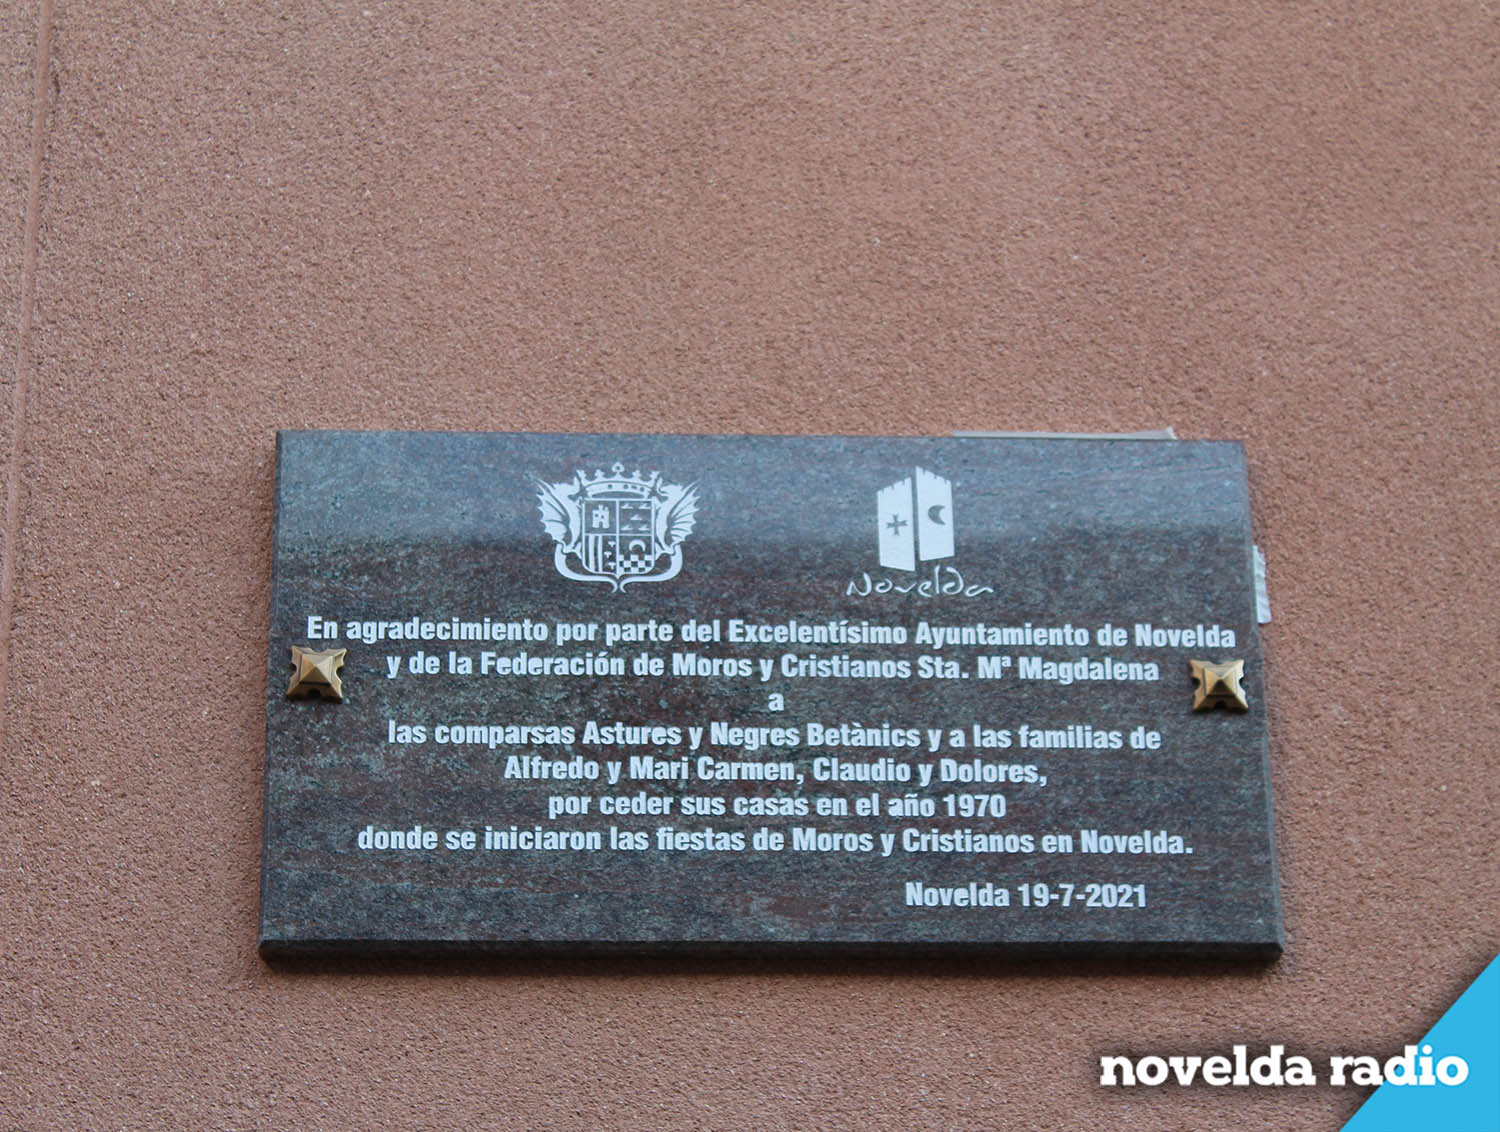 Novelda
En agradecimiento por parte del Excelentísimo Ayuntamiento de Novelda
y de la Federación de Moros y Cristianos Sta. Mª Magdalena
a
las comparsas Astures y Negres Betànics y a las familias de
Alfredo y Mari Carmen, Claudio y Dolores,
por ceder sus casas en el año 1970
donde se iniciaron las fiestas de Moros y Cristianos en Novelda.
Novelda 19-7-2021
novelda radio